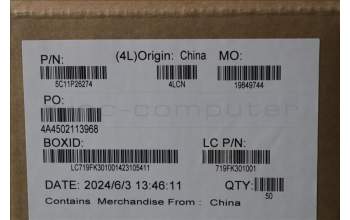 P/N: (4L)Origin: China MO:
5C11P26274 4LCN 19849744
PO:
4A4502113968
BOXID: LC P/N:
LC719FK301001423105411 719FK301001
DATE: 2024/6/3 13:46:11 QTY:
50
Contains Merchandise From : China